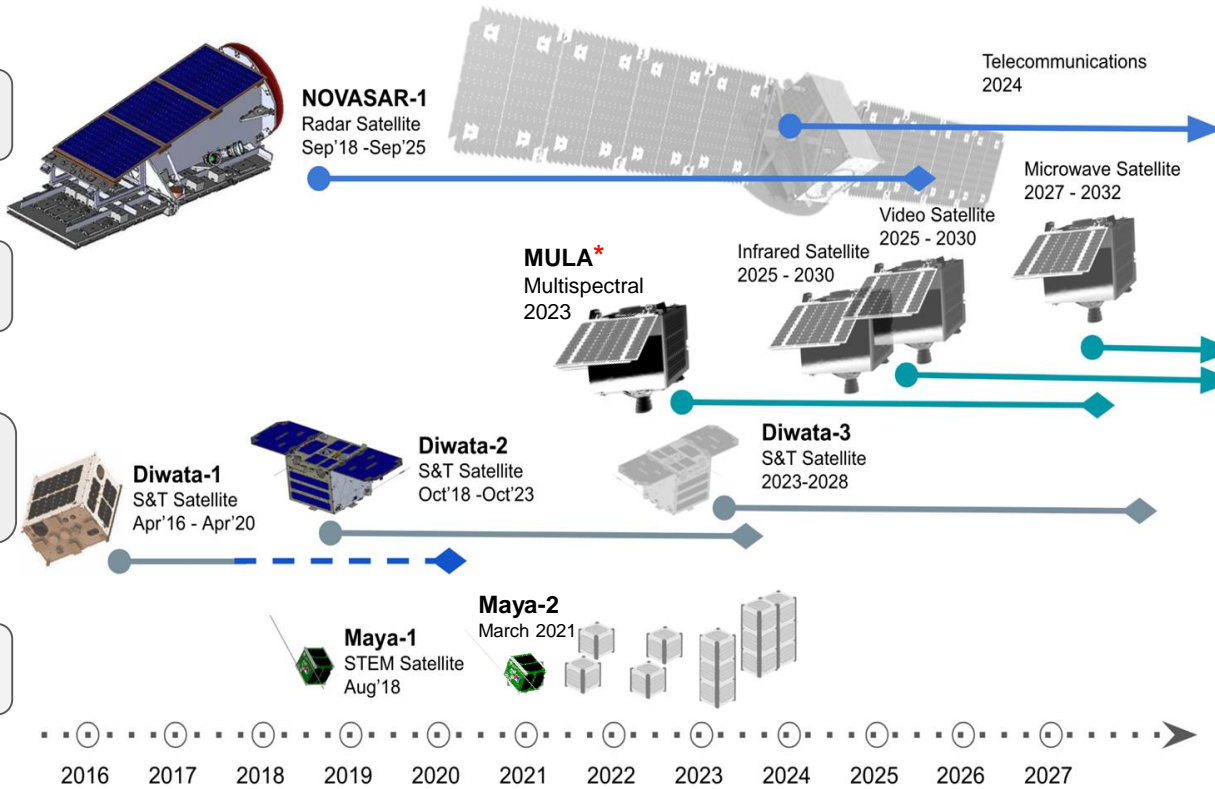 Telecommunications
2024
NOVASAR-1
Radar Satellite
Sep'18 -Sep'25
Microwave Satellite
2027 - 2032
Video Satellite
2025 - 2030
Infrared Satellite
2025 - 2030
MULA*
Multispectral
2023
Diwata-1
S&T Satellite
Apr'16 - Apr'20
Diwata-2
S&T Satellite
Oct'18 -Oct'23
Diwata-3
S&T Satellite
2023-2028
Maya-1
STEM Satellite
Aug'18
Maya-2
March 2021
2016 2017 2018 2019 2020 2021 2022 2023 2024 2025 2026 2027